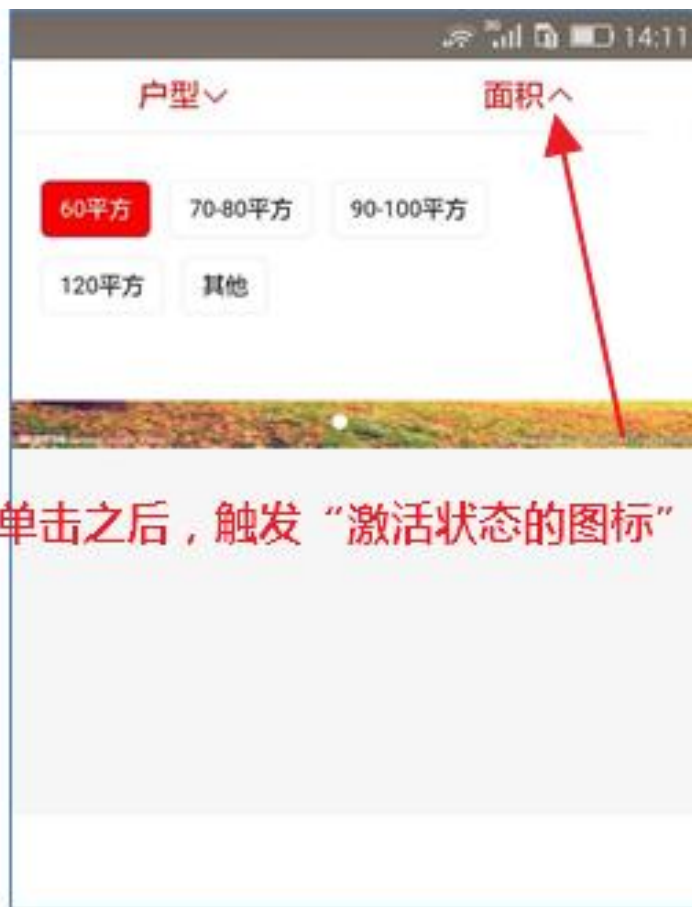 14:11
户型 面积
60平方 70-80平方 90-100平方
120平方 其他
单击之后，触发“激活状态的图标”